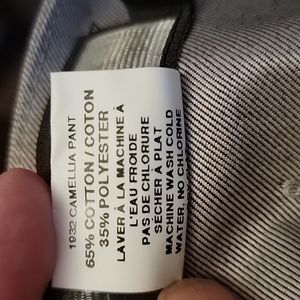 1932 CAMELLIA PANT
65% COTTON / COTON
35% POLYESTER
LAVER À LA MACHINE À
L'EAU FROIDE
PAS DE CHLORURE
SECHER À PLAT
MACHINE WASH COLD
WATER, NO CHLORINE